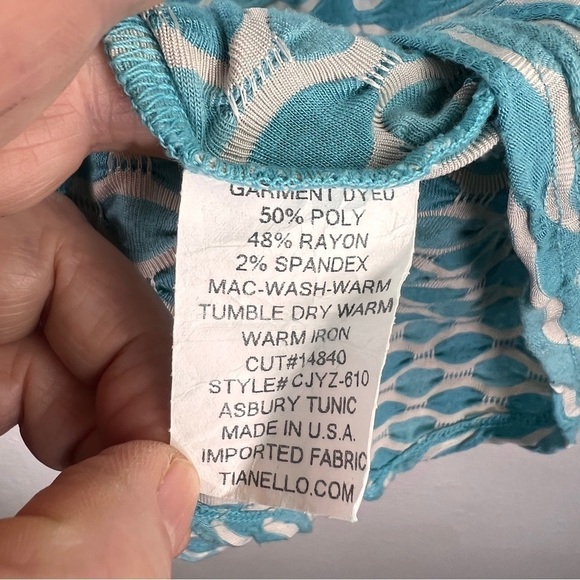 GARMENT DYED
50% POLY
48% RAYON
2% SPANDEX
MAC-WASH-WARM
TUMBLE DRY WARM
WARM IRON
CUT#14840
STYLE# CJYZ-610
ASBURY TUNIC
MADE IN U.S.A.
IMPORTED FABRIC
TIANELLO.COM